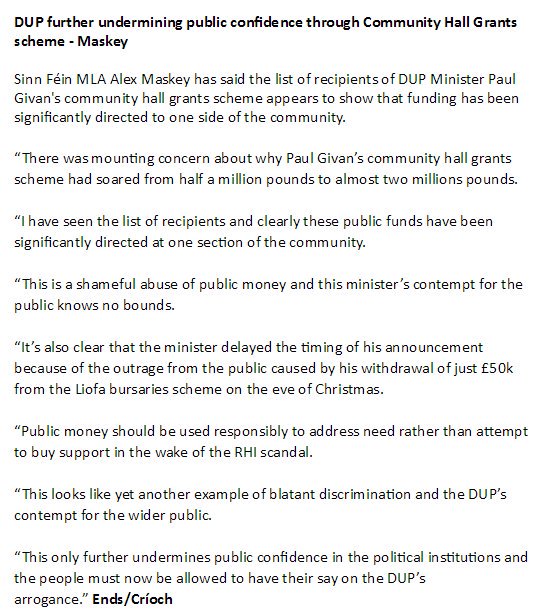 DUP further undermining public confidence through Community Hall Grants
scheme - Maskey
Sinn Féin MLA Alex Maskey has said the list of recipients of DUP Minister Paul
Givan's community hall grants scheme appears to show that funding has been
significantly directed to one side of the community.
“There was mounting concern about why Paul Givan’s community hall grants
scheme had soared from half a million pounds to almost two millions pounds.
“I have seen the list of recipients and clearly these public funds have been
significantly directed at one section of the community.
“This is a shameful abuse of public money and this minister’s contempt for the
public knows no bounds.
“It’s also clear that the minister delayed the timing of his announcement
because of the outrage from the public caused by his withdrawal of just £50k
from the Liofa bursaries scheme on the eve of Christmas.
“Public money should be used responsibly to address need rather than attempt
to buy support in the wake of the RHI scandal.
“This looks like yet another example of blatant discrimination and the DUP’s
contempt for the wider public.
“This only further undermines public confidence in the political institutions and
the people must now be allowed to have their say on the DUP’s
arrogance.” Ends/Críoch